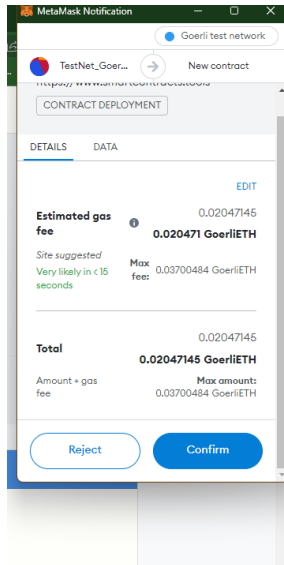 MetaMask Notification
Goerli test network
TestNet_Goer...
New contract
https://www.smartcontracts.tools
CONTRACT DEPLOYMENT
DETAILS DATA
EDIT
Estimated gas fee
0.02047145
0.020471 GoerliETH
Site suggested
Very likely in < 15 seconds
Max fee: 0.03700484 GoerliETH
Total
0.02047145
0.02047145 GoerliETH
Amount + gas fee
Max amount:
0.03700484 GoerliETH
Reject
Confirm